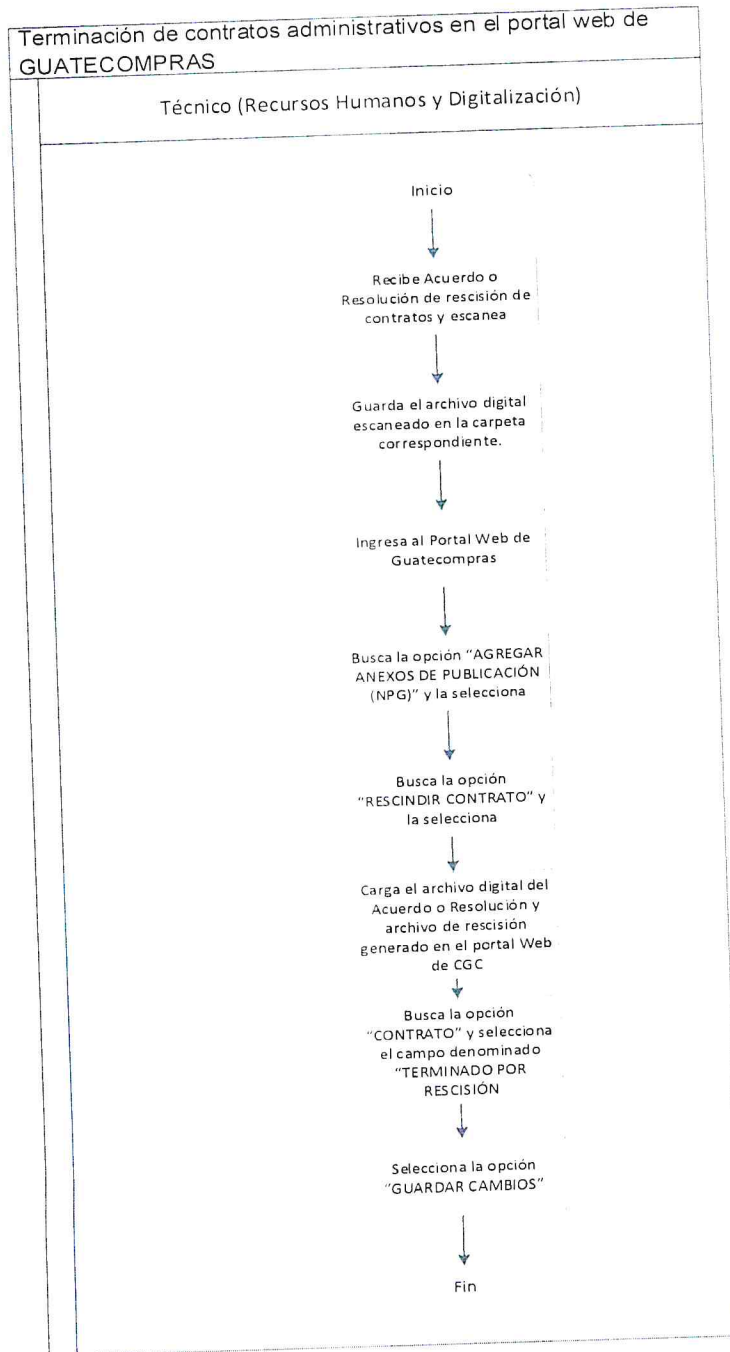 Terminación de contratos administrativos en el portal web de
GUATECOMPRAS
Técnico (Recursos Humanos y Digitalización)
Inicio
Recibe Acuerdo o
Resolución de rescisión de
contratos y escanea
Guarda el archivo digital
escaneado en la carpeta
correspondiente.
Ingresa al Portal Web de
Guatecompras
Busca la opción “AGREGAR
ANEXOS DE PUBLICACIÓN
(NPG)” y la selecciona
Busca la opción
“RESCINDIR CONTRATO” y
la selecciona
Carga el archivo digital del
Acuerdo o Resolución y
archivo de rescisión
generado en el portal Web
de CGC
Busca la opción
“CONTRATO” y selecciona
el campo denominado
“TERMINADO POR
RESCISIÓN
Selecciona la opción
“GUARDAR CAMBIOS”
Fin